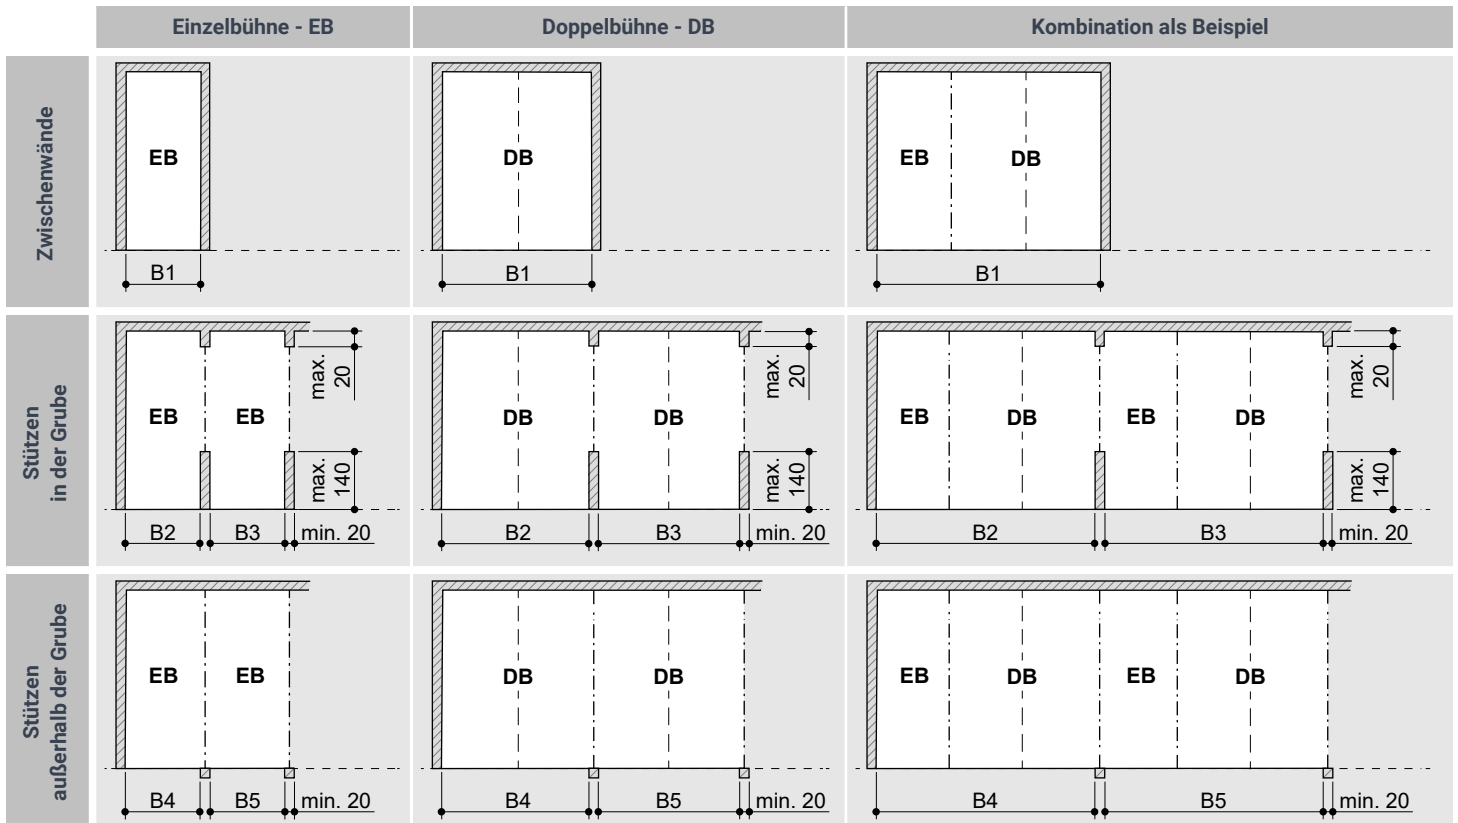 Einzelbühne - EB
Doppelbühne - DB
Kombination als Beispiel
Zwischenwände
EB
B1
DB
B1
EB
DB
B1
Stützen
in der Grube
EB
EB
max.
20
max.
140
B2
B3
min. 20
DB
DB
max.
20
max.
140
B2
B3
min. 20
EB
DB
EB
DB
max.
20
max.
140
B2
B3
min. 20
Stützen
außerhalb der Grube
EB
EB
B4
B5
min. 20
DB
DB
B4
B5
min. 20
EB
DB
EB
DB
B4
B5
min. 20